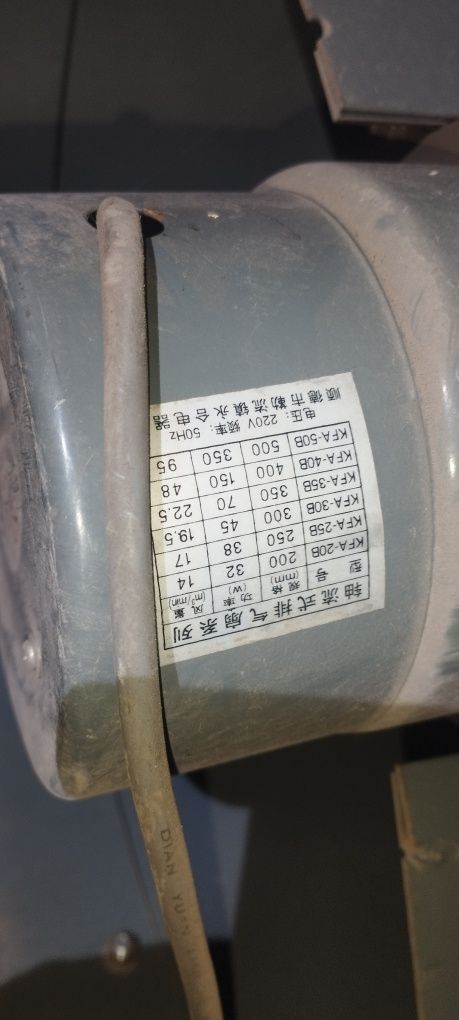 轴流式排气扇系列
型 号 规格(mm) 功率(W) 风量(m³/min)
KFA-20B 200 32 14
KFA-25B 250 38 17
KFA-30B 300 45 19.5
KFA-35B 350 70 22.5
KFA-40B 400 150 48
KFA-50B 500 350 95
电压: 220V 频率: 50Hz
顺德市勒流镇永合电器
DIAN YUAN